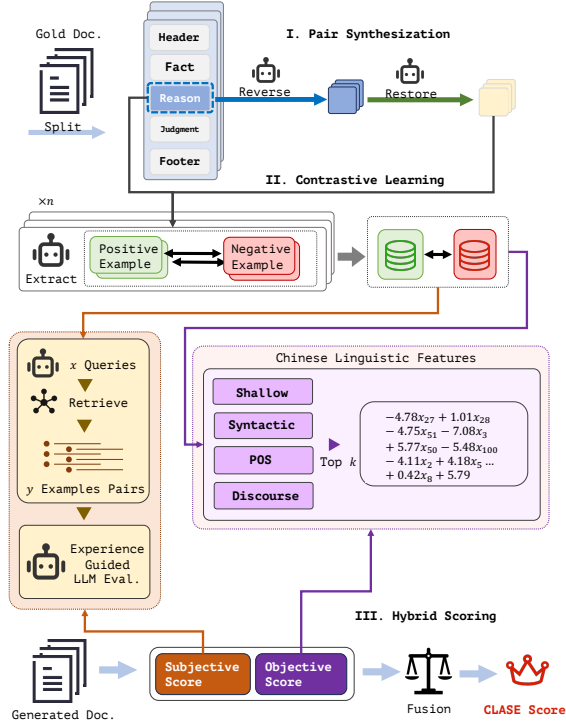 Gold Doc.
Split
Header
Fact
Reason
Judgment
Footer
I. Pair Synthesization
Reverse
Restore
II. Contrastive Learning
×n
Extract
Positive
Example
Negative
Example
x Queries
Retrieve
y Examples Pairs
Experience
Guided
LLM Eval.
Chinese Linguistic Features
Shallow
Syntactic
POS
Discourse
Top k
−4.78x₂₇ + 1.01x₂₈
− 4.75x₅₁ − 7.08x₃
+ 5.77x₅₀ − 5.48x₁₀₀
− 4.11x₂ + 4.18x₅ ...
+ 0.42x₈ + 5.79
III. Hybrid Scoring
Generated Doc.
Subjective
Score
Objective
Score
Fusion
CLASE Score